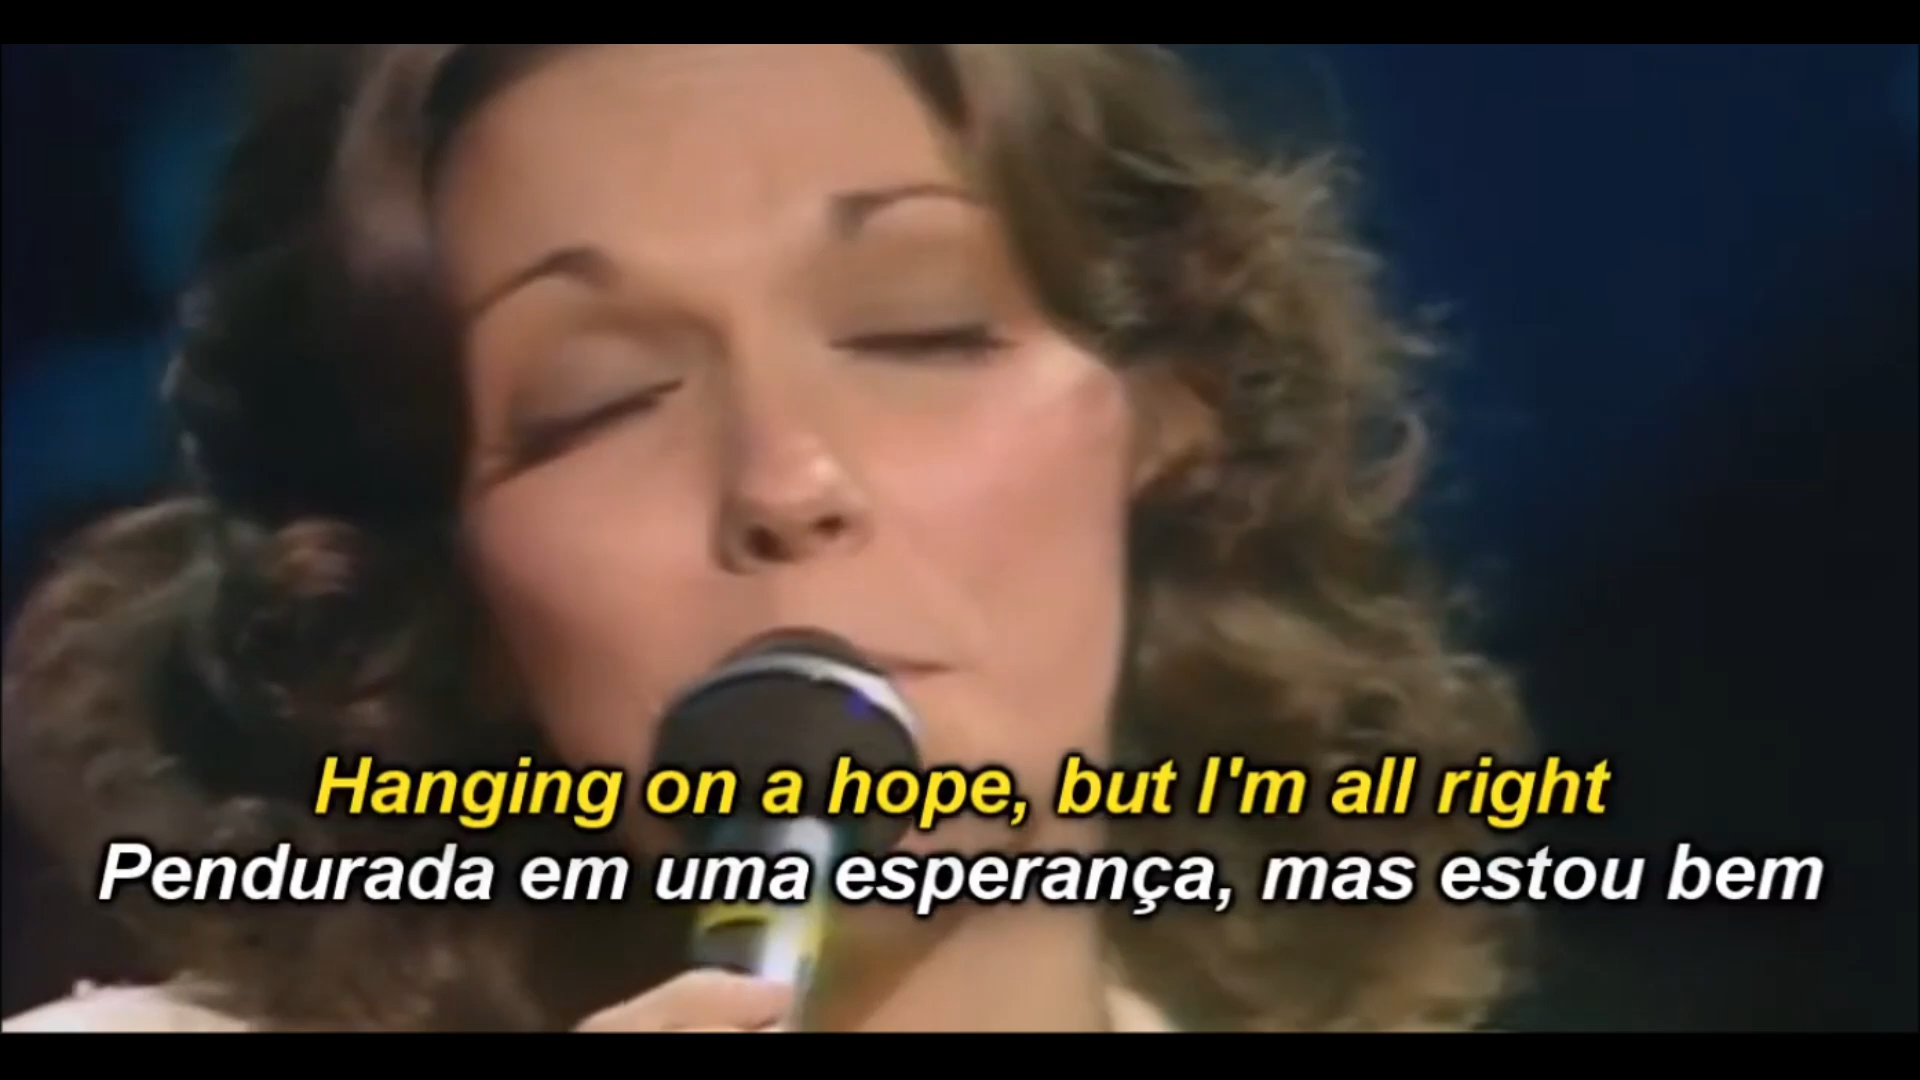 Hanging on a hope, but I'm all right
Pendurada em uma esperança, mas estou bem